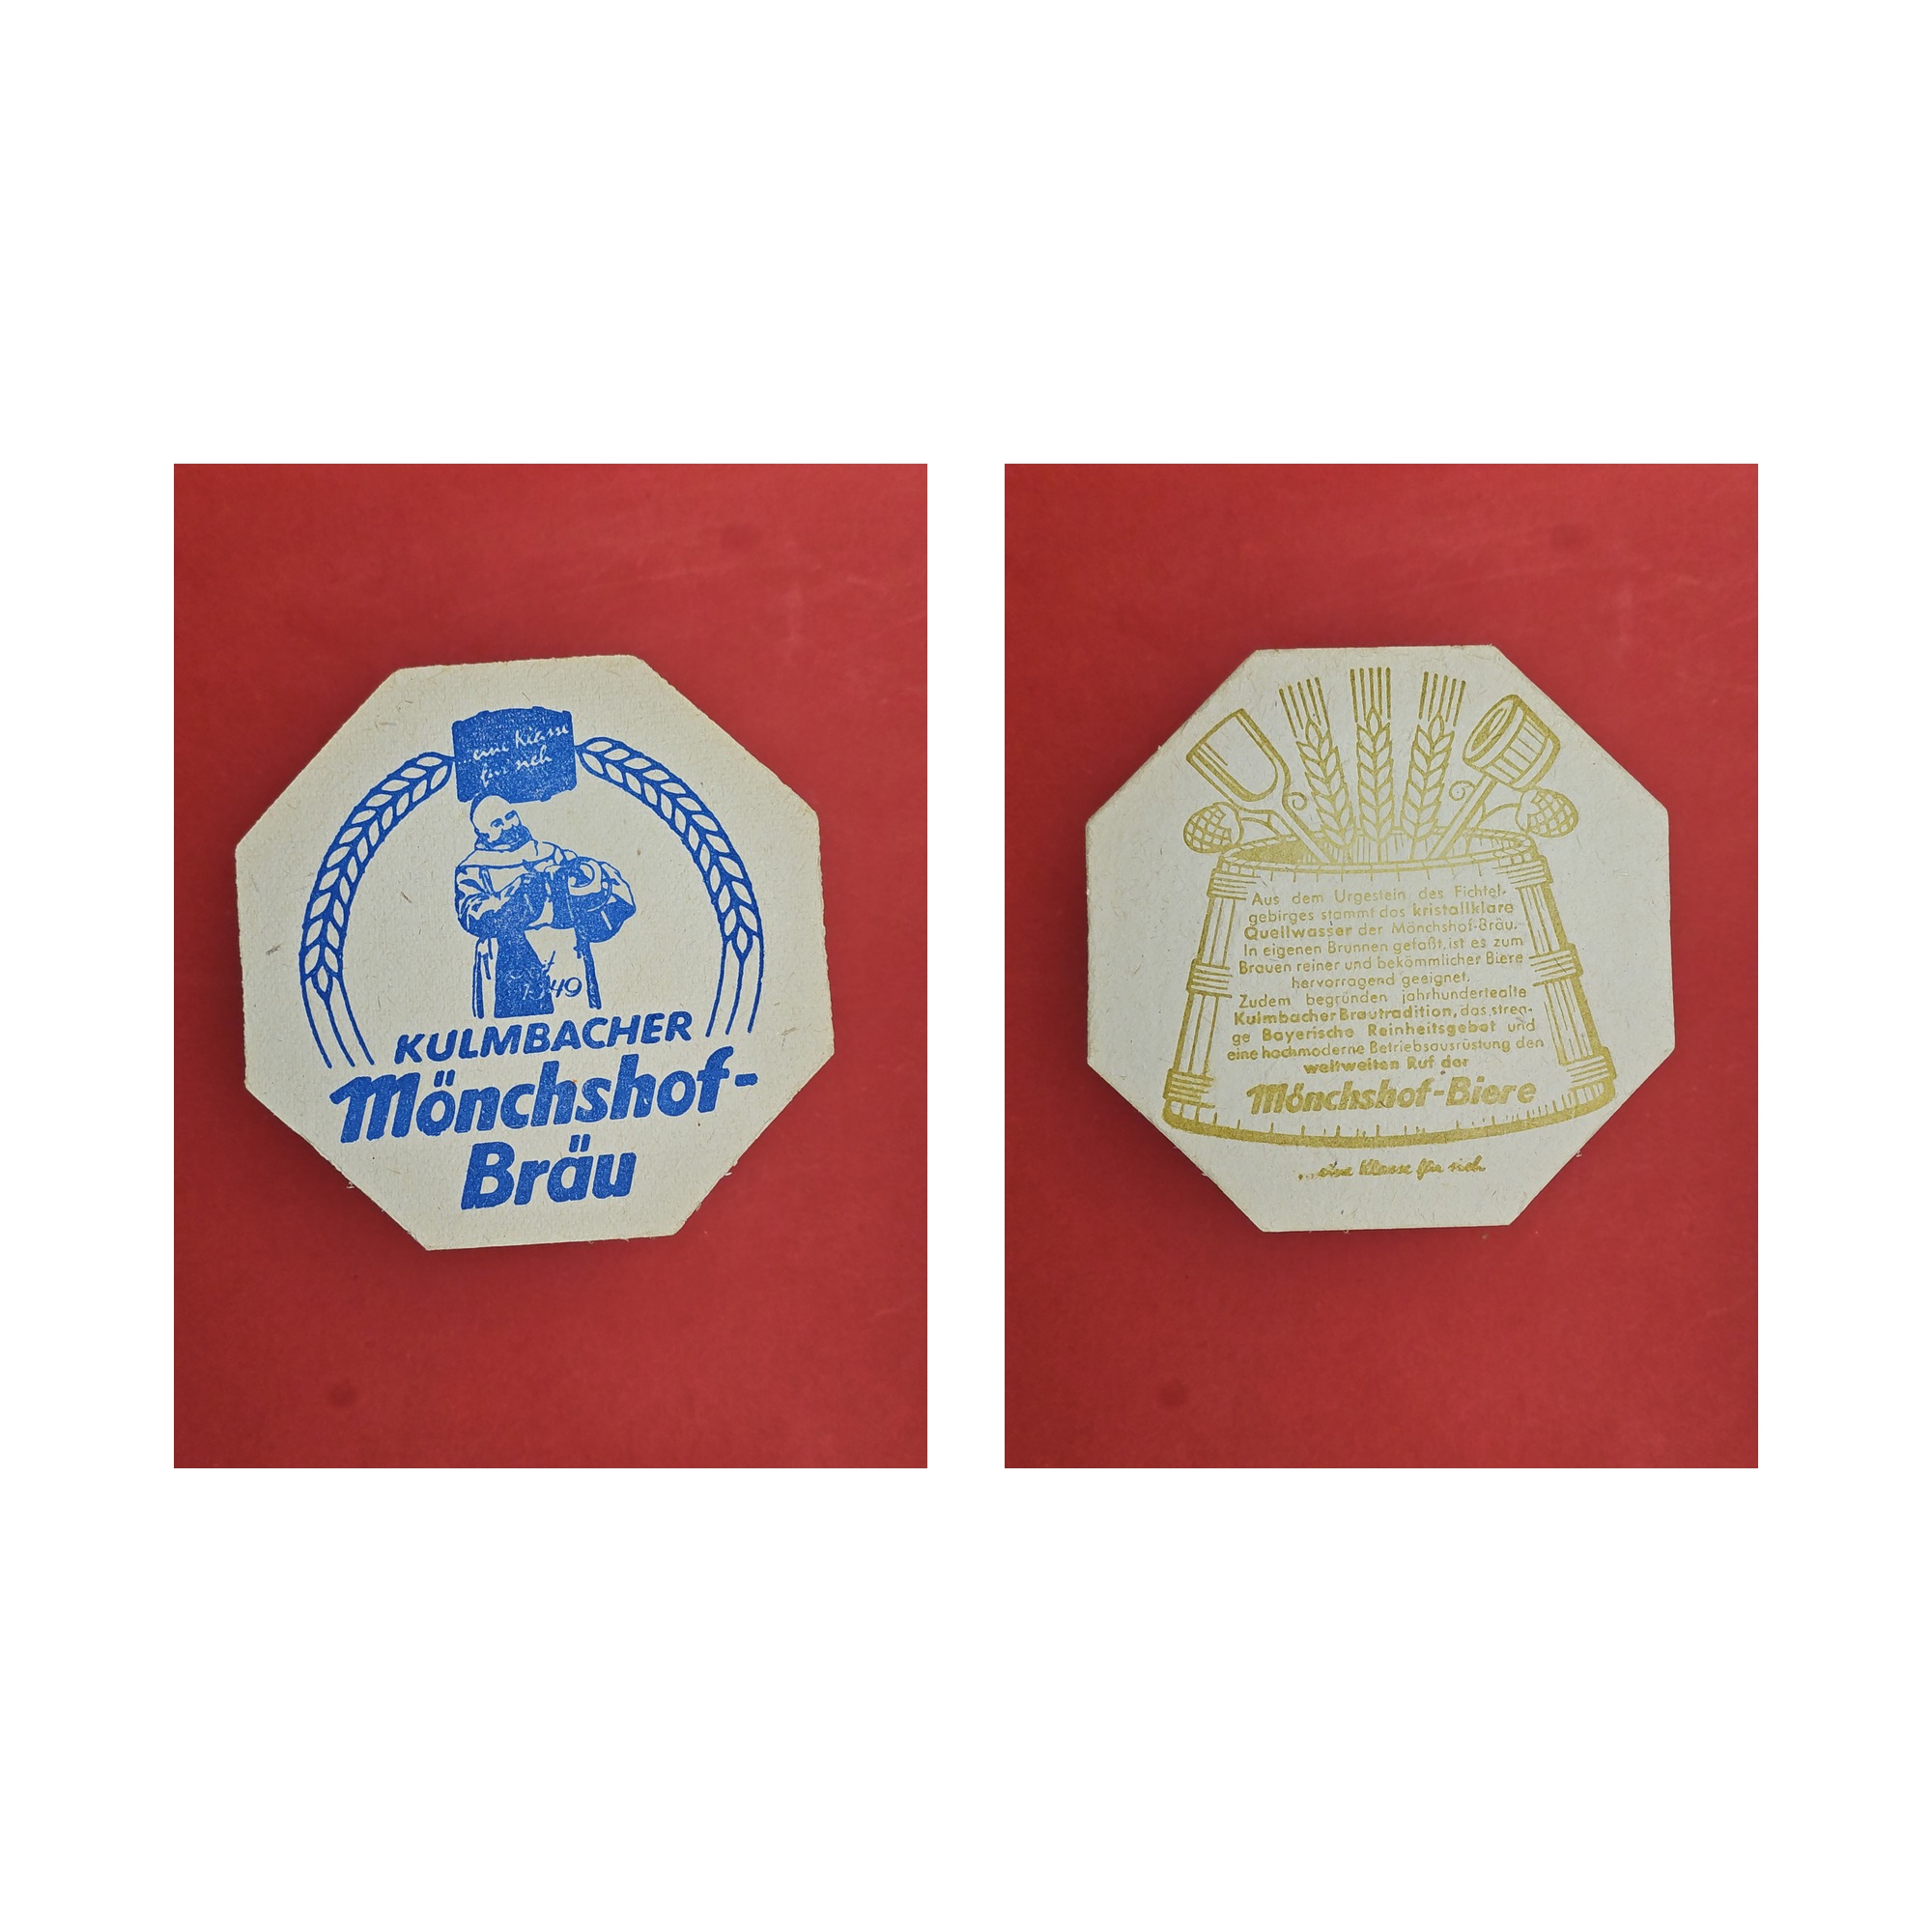 ...eine Klasse
für sich
seit
1349
KULMBACHER
Mönchshof-
Bräu
Aus dem Urgestein des Fichtel-
gebirges stammt das kristallklare
Quellwasser der Mönchshof-Bräu.
In eigenen Brunnen gefaßt, ist es zum
Brauen reiner und bekömmlicher Biere
hervorragend geeignet.
Zudem begründen jahrhundertealte
Kulmbacher Brautradition, das stren-
ge Bayerische Reinheitsgebot und
eine hochmoderne Betriebsausrüstung den
weltweiten Ruf der
Mönchshof-Biere
...eine Klasse für sich